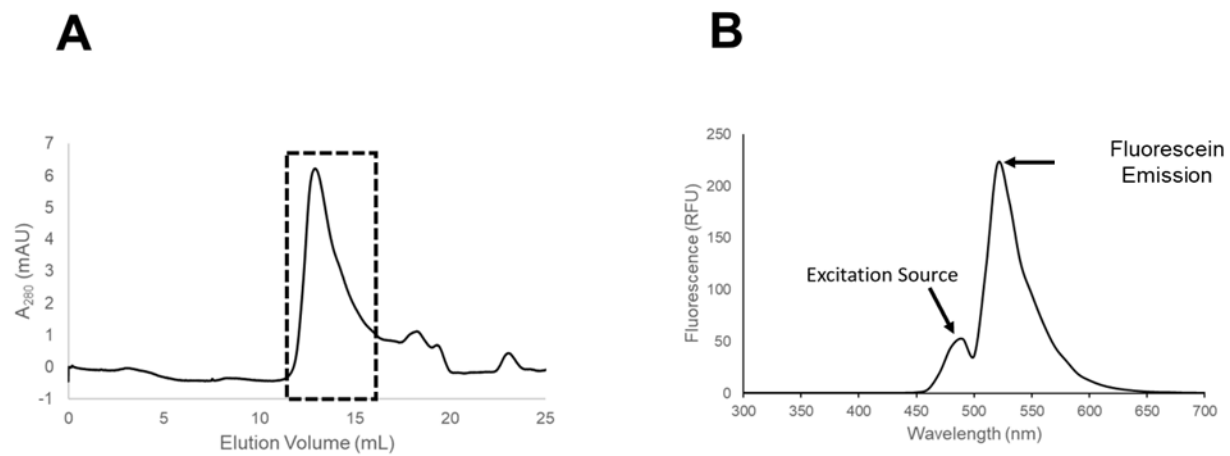 A
7
6
5
4
3
2
1
0
-1
A280 (mAU)
0 5 10 15 20 25
Elution Volume (mL)
B
250
200
150
100
50
0
Fluorescence (RFU)
Fluorescein
Emission
Excitation Source
300 350 400 450 500 550 600 650 700
Wavelength (nm)